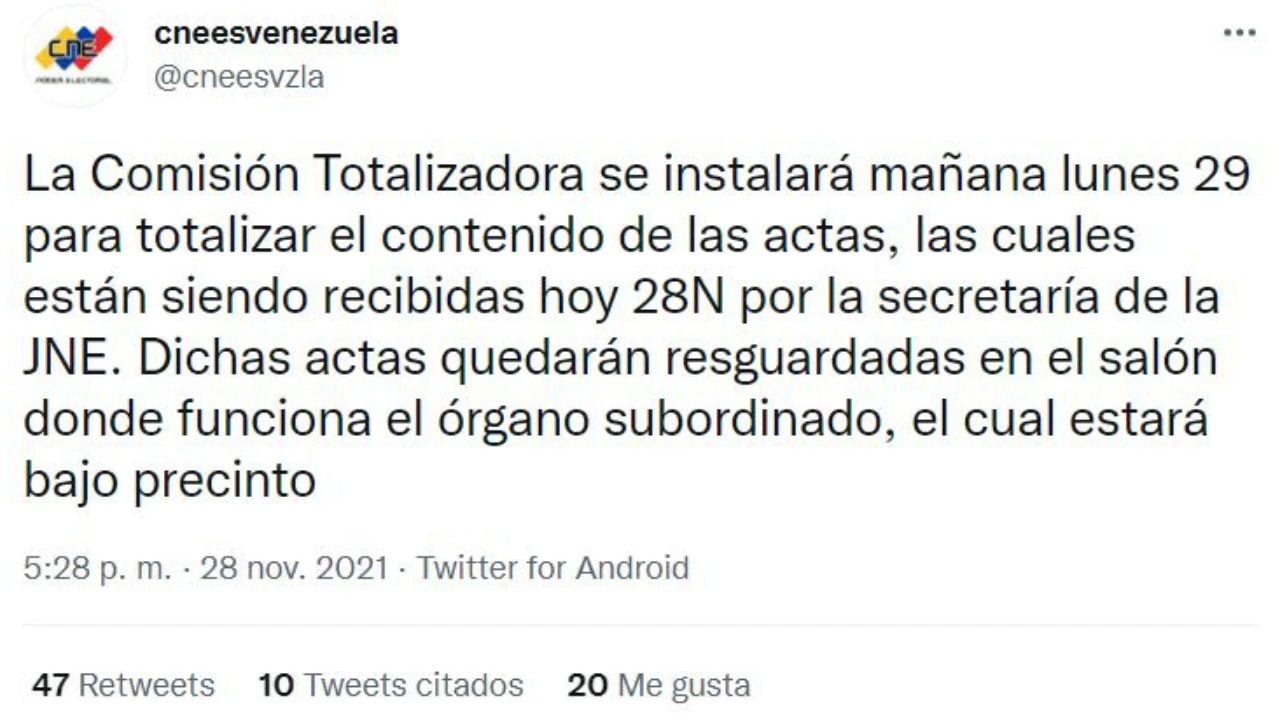 CNE
PODER ELECTORAL
cneesvenezuela
@cneesvzla
La Comisión Totalizadora se instalará mañana lunes 29
para totalizar el contenido de las actas, las cuales
están siendo recibidas hoy 28N por la secretaría de la
JNE. Dichas actas quedarán resguardadas en el salón
donde funciona el órgano subordinado, el cual estará
bajo precinto
5:28 p. m. · 28 nov. 2021 · Twitter for Android
47 Retweets 10 Tweets citados 20 Me gusta